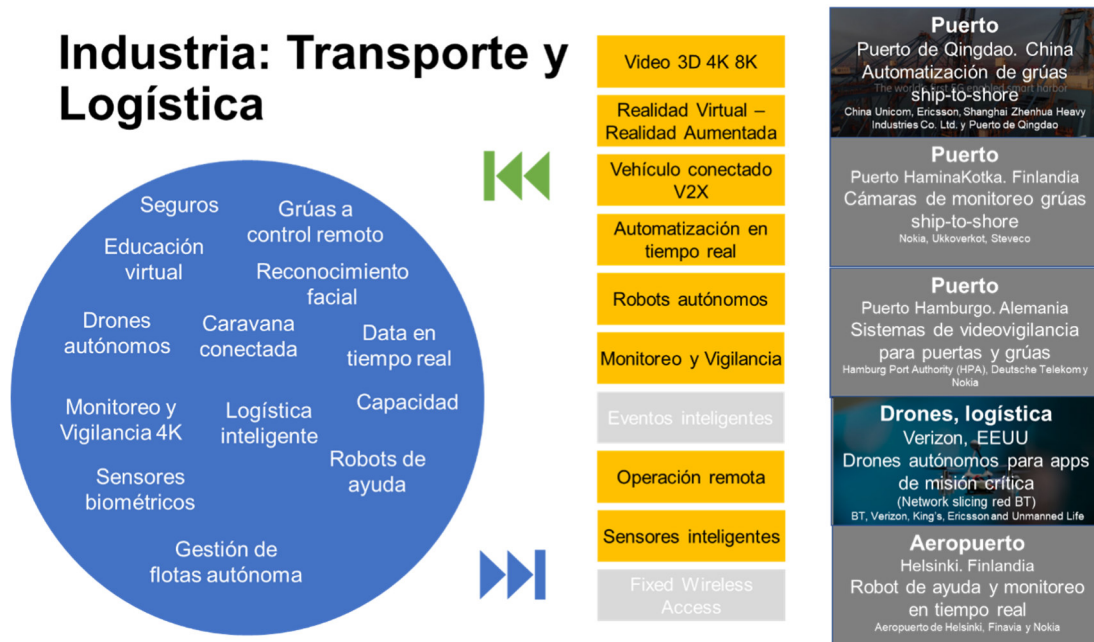 Industria: Transporte y
Logística
Seguros
Grúas a
control remoto
Educación
virtual
Reconocimiento
facial
Drones
autónomos
Caravana
conectada
Data en
tiempo real
Monitoreo y
Vigilancia 4K
Logística
inteligente
Capacidad
Sensores
biométricos
Robots de
ayuda
Gestión de
flotas autónoma
Video 3D 4K 8K
Realidad Virtual –
Realidad Aumentada
Vehículo conectado
V2X
Automatización en
tiempo real
Robots autónomos
Monitoreo y Vigilancia
Eventos inteligentes
Operación remota
Sensores inteligentes
Fixed Wireless
Access
Puerto
Puerto de Qingdao. China
Automatización de grúas
The world's first 5G enabled smart harbor
ship-to-shore
China Unicom, Ericsson, Shanghai Zhenhua Heavy
Industries Co. Ltd. y Puerto de Qingdao
Puerto
Puerto HaminaKotka. Finlandia
Cámaras de monitoreo grúas
ship-to-shore
Nokia, Ukkoverkot, Steveco
Puerto
Puerto Hamburgo. Alemania
Sistemas de videovigilancia
para puertas y grúas
Hamburg Port Authority (HPA), Deutsche Telekom y
Nokia
Drones, logística
Verizon, EEUU
Drones autónomos para apps
de misión crítica
(Network slicing red BT)
BT, Verizon, King's, Ericsson and Unmanned Life
Aeropuerto
Helsinki. Finlandia
Robot de ayuda y monitoreo
en tiempo real
Aeropuerto de Helsinki, Finavia y Nokia